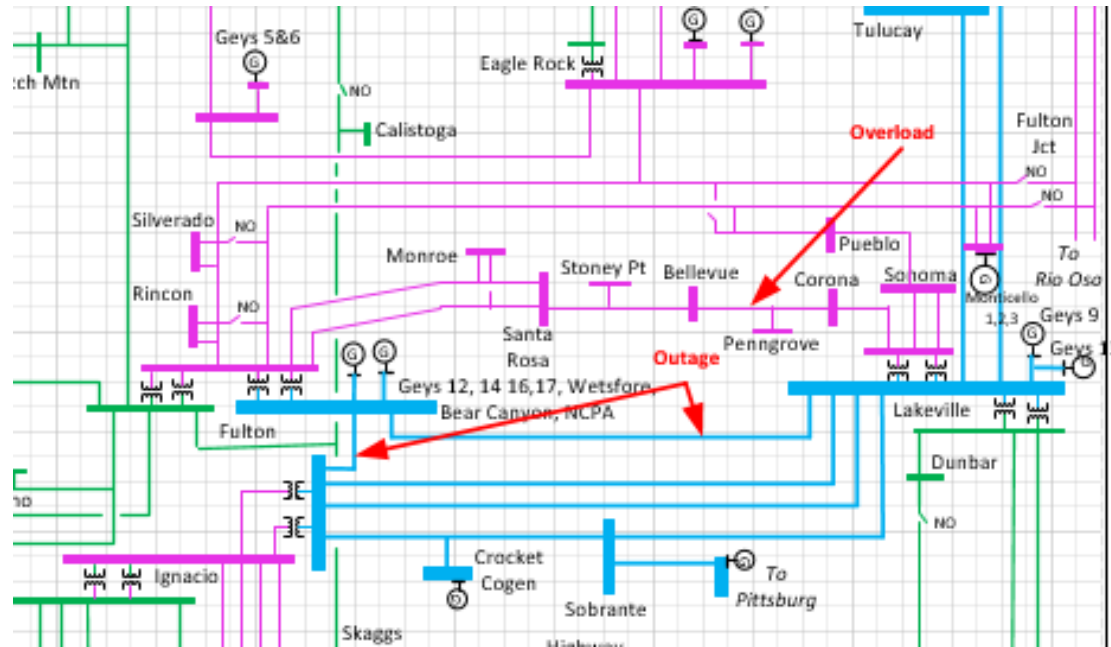 Tulucay
Geys 5&6
G
G
G
Eagle Rock
tch Mtn
NO
Calistoga
Overload
Fulton
Jct
NO
NO
Silverado
NO
Monroe
Stoney Pt
Bellevue
Pueblo
Corona
Sonoma
To
Rio Oso
G
Monticello
1,2,3
Geys 9
Rincon
NO
Santa
Rosa
Penngrove
G
Geys 1
G
G
G
Outage
Geys 12, 14 16,17, Wetsfore,
Bear Canyon, NCPA
Lakeville
Fulton
Dunbar
no
NO
Ignacio
Crocket
Cogen
G
G
To
Pittsburg
Sobrante
Skaggs
Highway